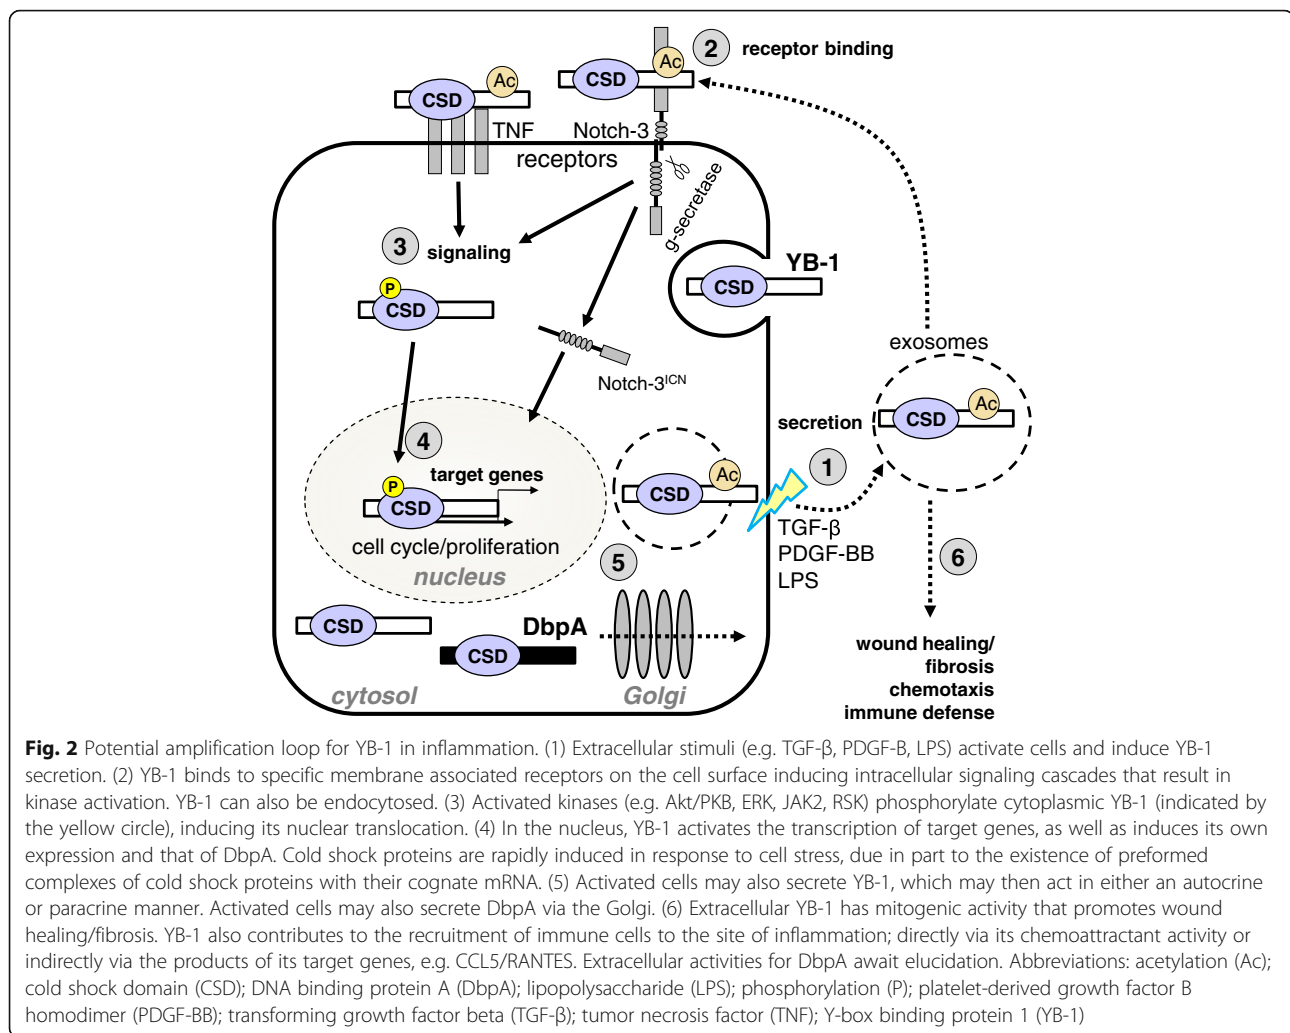 2 receptor binding
Ac
CSD
Ac
CSD
TNF
Notch-3
receptors
g-secretase
3 signaling
P
CSD
YB-1
CSD
Notch-3ICN
exosomes
Ac
CSD
secretion
1
4
target genes
P
CSD
cell cycle/proliferation
nucleus
Ac
CSD
TGF-β
PDGF-BB
LPS
5
6
CSD
DbpA
CSD
cytosol
Golgi
wound healing/
fibrosis
chemotaxis
immune defense
Fig. 2 Potential amplification loop for YB-1 in inflammation. (1) Extracellular stimuli (e.g. TGF-β, PDGF-B, LPS) activate cells and induce YB-1
secretion. (2) YB-1 binds to specific membrane associated receptors on the cell surface inducing intracellular signaling cascades that result in
kinase activation. YB-1 can also be endocytosed. (3) Activated kinases (e.g. Akt/PKB, ERK, JAK2, RSK) phosphorylate cytoplasmic YB-1 (indicated by
the yellow circle), inducing its nuclear translocation. (4) In the nucleus, YB-1 activates the transcription of target genes, as well as induces its own
expression and that of DbpA. Cold shock proteins are rapidly induced in response to cell stress, due in part to the existence of preformed
complexes of cold shock proteins with their cognate mRNA. (5) Activated cells may also secrete YB-1, which may then act in either an autocrine
or paracrine manner. Activated cells may also secrete DbpA via the Golgi. (6) Extracellular YB-1 has mitogenic activity that promotes wound
healing/fibrosis. YB-1 also contributes to the recruitment of immune cells to the site of inflammation; directly via its chemoattractant activity or
indirectly via the products of its target genes, e.g. CCL5/RANTES. Extracellular activities for DbpA await elucidation. Abbreviations: acetylation (Ac);
cold shock domain (CSD); DNA binding protein A (DbpA); lipopolysaccharide (LPS); phosphorylation (P); platelet-derived growth factor B
homodimer (PDGF-BB); transforming growth factor beta (TGF-β); tumor necrosis factor (TNF); Y-box binding protein 1 (YB-1)